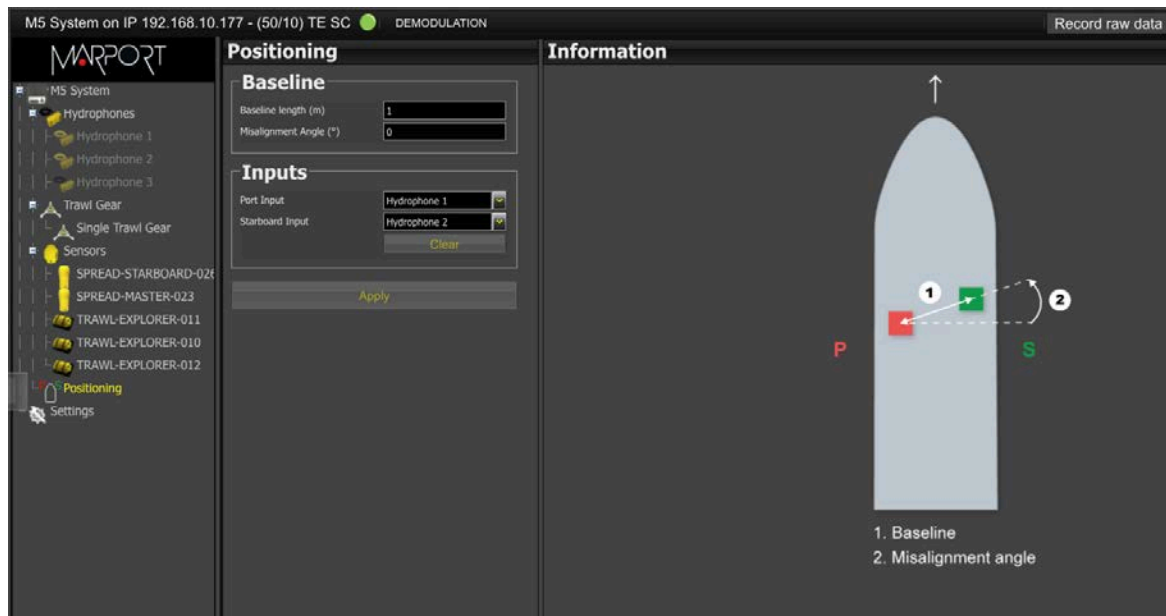 M5 System on IP 192.168.10.177 - (50/10) TE SC DEMODULATION Record raw data
MARPORT
M5 System
Hydrophones
Hydrophone 1
Hydrophone 2
Hydrophone 3
Trawl Gear
Single Trawl Gear
Sensors
SPREAD-STARBOARD-026
SPREAD-MASTER-023
TRAWL-EXPLORER-011
TRAWL-EXPLORER-010
TRAWL-EXPLORER-012
Positioning
Settings
Positioning
Baseline
Baseline length (m) 1
Misalignment Angle (°) 0
Inputs
Port Input Hydrophone 1
Starboard Input Hydrophone 2
Clear
Apply
Information
1
2
P
S
1. Baseline
2. Misalignment angle